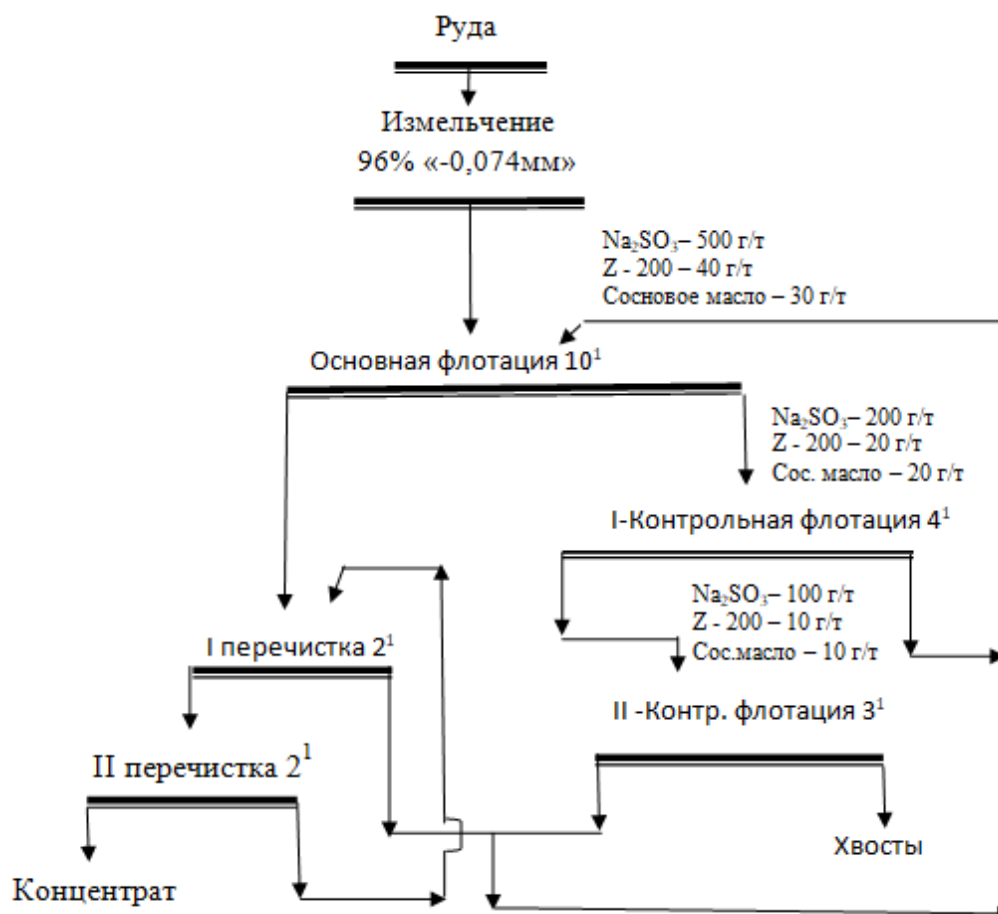 Руда
Измельчение
96% «-0,074мм»
Na₂SO₃– 500 г/т
Z - 200 – 40 г/т
Сосновое масло – 30 г/т
Основная флотация 10¹
Na₂SO₃– 200 г/т
Z - 200 – 20 г/т
Сос. масло – 20 г/т
I-Контрольная флотация 4¹
Na₂SO₃– 100 г/т
Z - 200 – 10 г/т
Сос.масло – 10 г/т
I перечистка 2¹
II -Контр. флотация 3¹
II перечистка 2¹
Хвосты
Концентрат